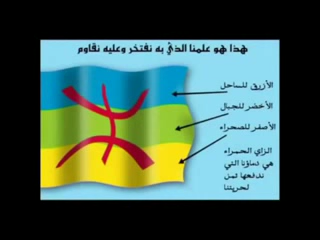 هذا هو علمنا الذي به نفتخر وعليه نقاوم
الأزرق للساحل
الأخضر للجبال
الأصفر للصحراء
الزاي الحمراء
هي دماؤنا التي
ندفعها ثمن
لحريتنا